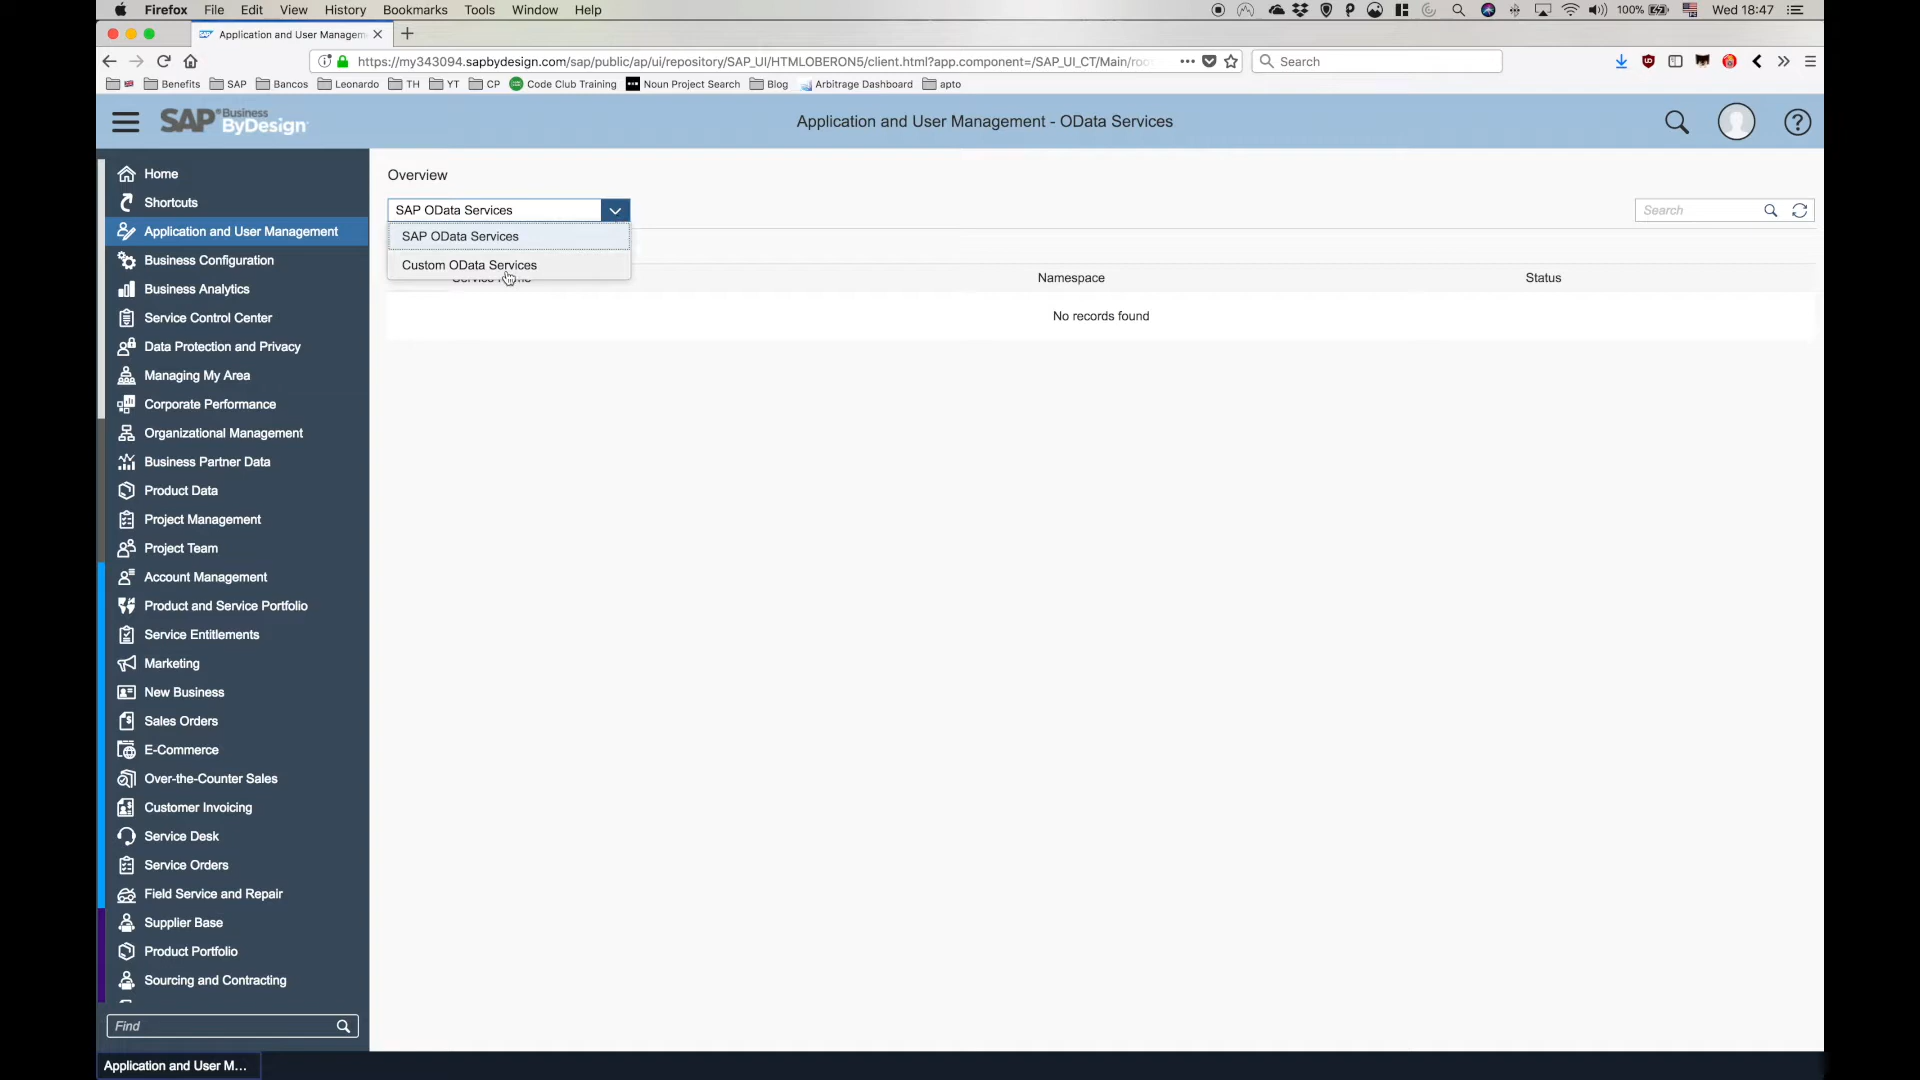 Firefox File Edit View History Bookmarks Tools Window Help 100% Wed 18:47
Application and User Managem
https://my343094.sapbydesign.com/sap/public/ap/ui/repository/SAP_UI/HTMLOBERON5/client.html?app.component=/SAP_UI_CT/Main/roo Search
Benefits SAP Bancos Leonardo TH YT CP Code Club Training Noun Project Search Blog Arbitrage Dashboard apto
SAP Business ByDesign Application and User Management - OData Services
Home
Shortcuts
Application and User Management
Business Configuration
Business Analytics
Service Control Center
Data Protection and Privacy
Managing My Area
Corporate Performance
Organizational Management
Business Partner Data
Product Data
Project Management
Project Team
Account Management
Product and Service Portfolio
Service Entitlements
Marketing
New Business
Sales Orders
E-Commerce
Over-the-Counter Sales
Customer Invoicing
Service Desk
Service Orders
Field Service and Repair
Supplier Base
Product Portfolio
Sourcing and Contracting
Find
Overview
SAP OData Services Search
SAP OData Services
Custom OData Services
Namespace Status
No records found
Application and User M...